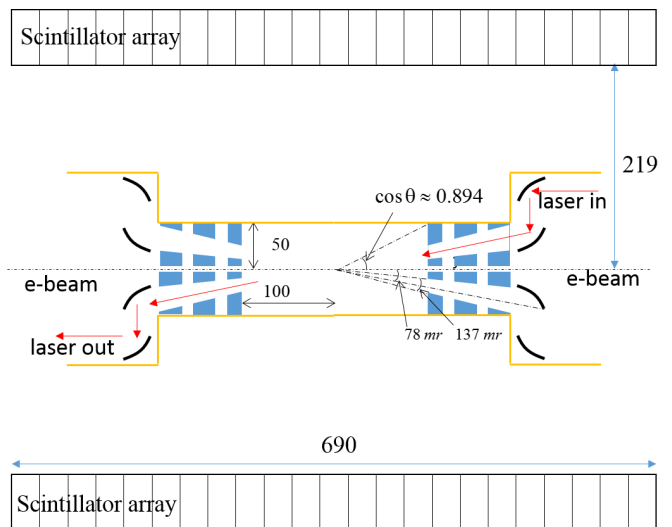 Scintillator array
219
laser in
cos θ ≈ 0.894
50
e-beam
e-beam
100
78 mr
137 mr
laser out
690
Scintillator array